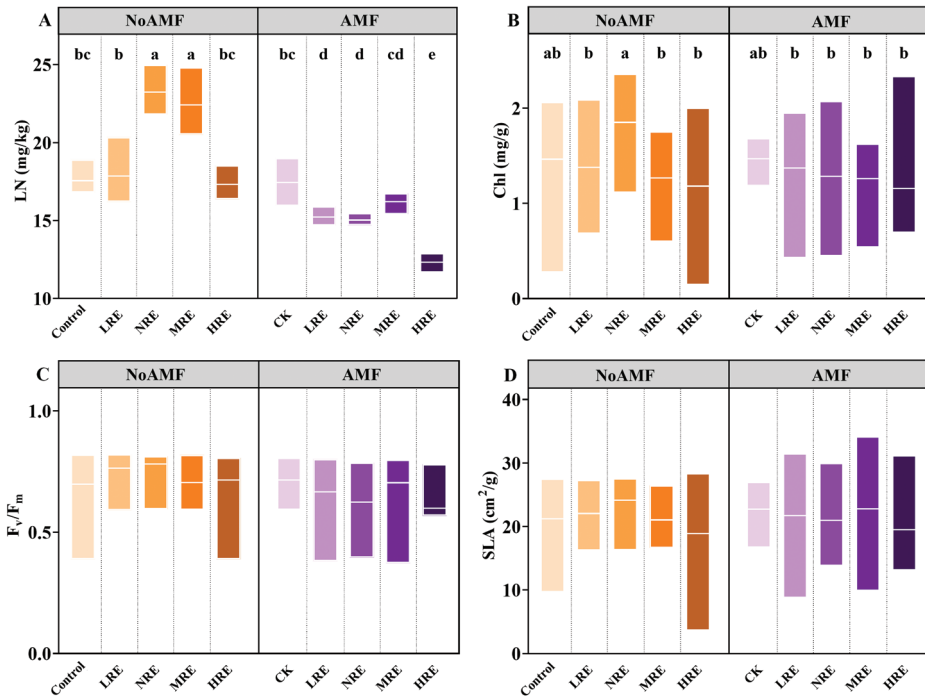 A NoAMF AMF
bc b a a bc bc d d cd e
25
20
15
10
LN (mg/kg)
Control LRE NRE MRE HRE CK LRE NRE MRE HRE
B NoAMF AMF
ab b a b b ab b b b b
2
1
0
Chl (mg/g)
Control LRE NRE MRE HRE CK LRE NRE MRE HRE
C NoAMF AMF
1.0
0.5
0.0
Fv/Fm
Control LRE NRE MRE HRE CK LRE NRE MRE HRE
D NoAMF AMF
40
30
20
10
0
SLA (cm²/g)
Control LRE NRE MRE HRE CK LRE NRE MRE HRE